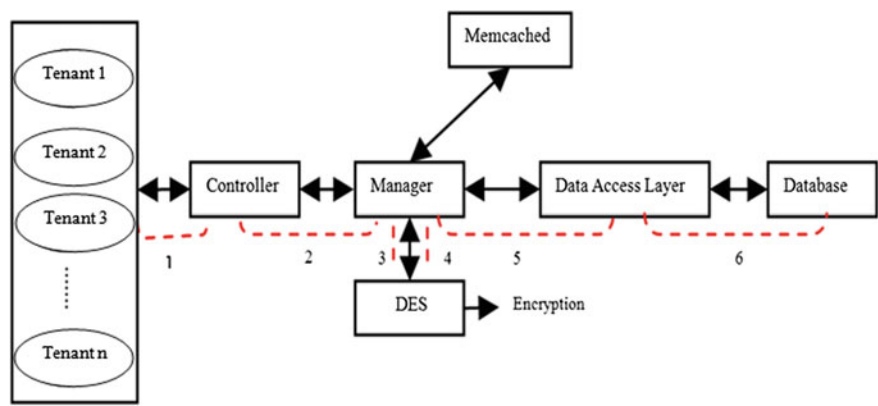 Memcached
Tenant 1
Tenant 2
Controller
Manager
Data Access Layer
Database
Tenant 3
1
2
3
4
5
6
DES
Encryption
Tenant n